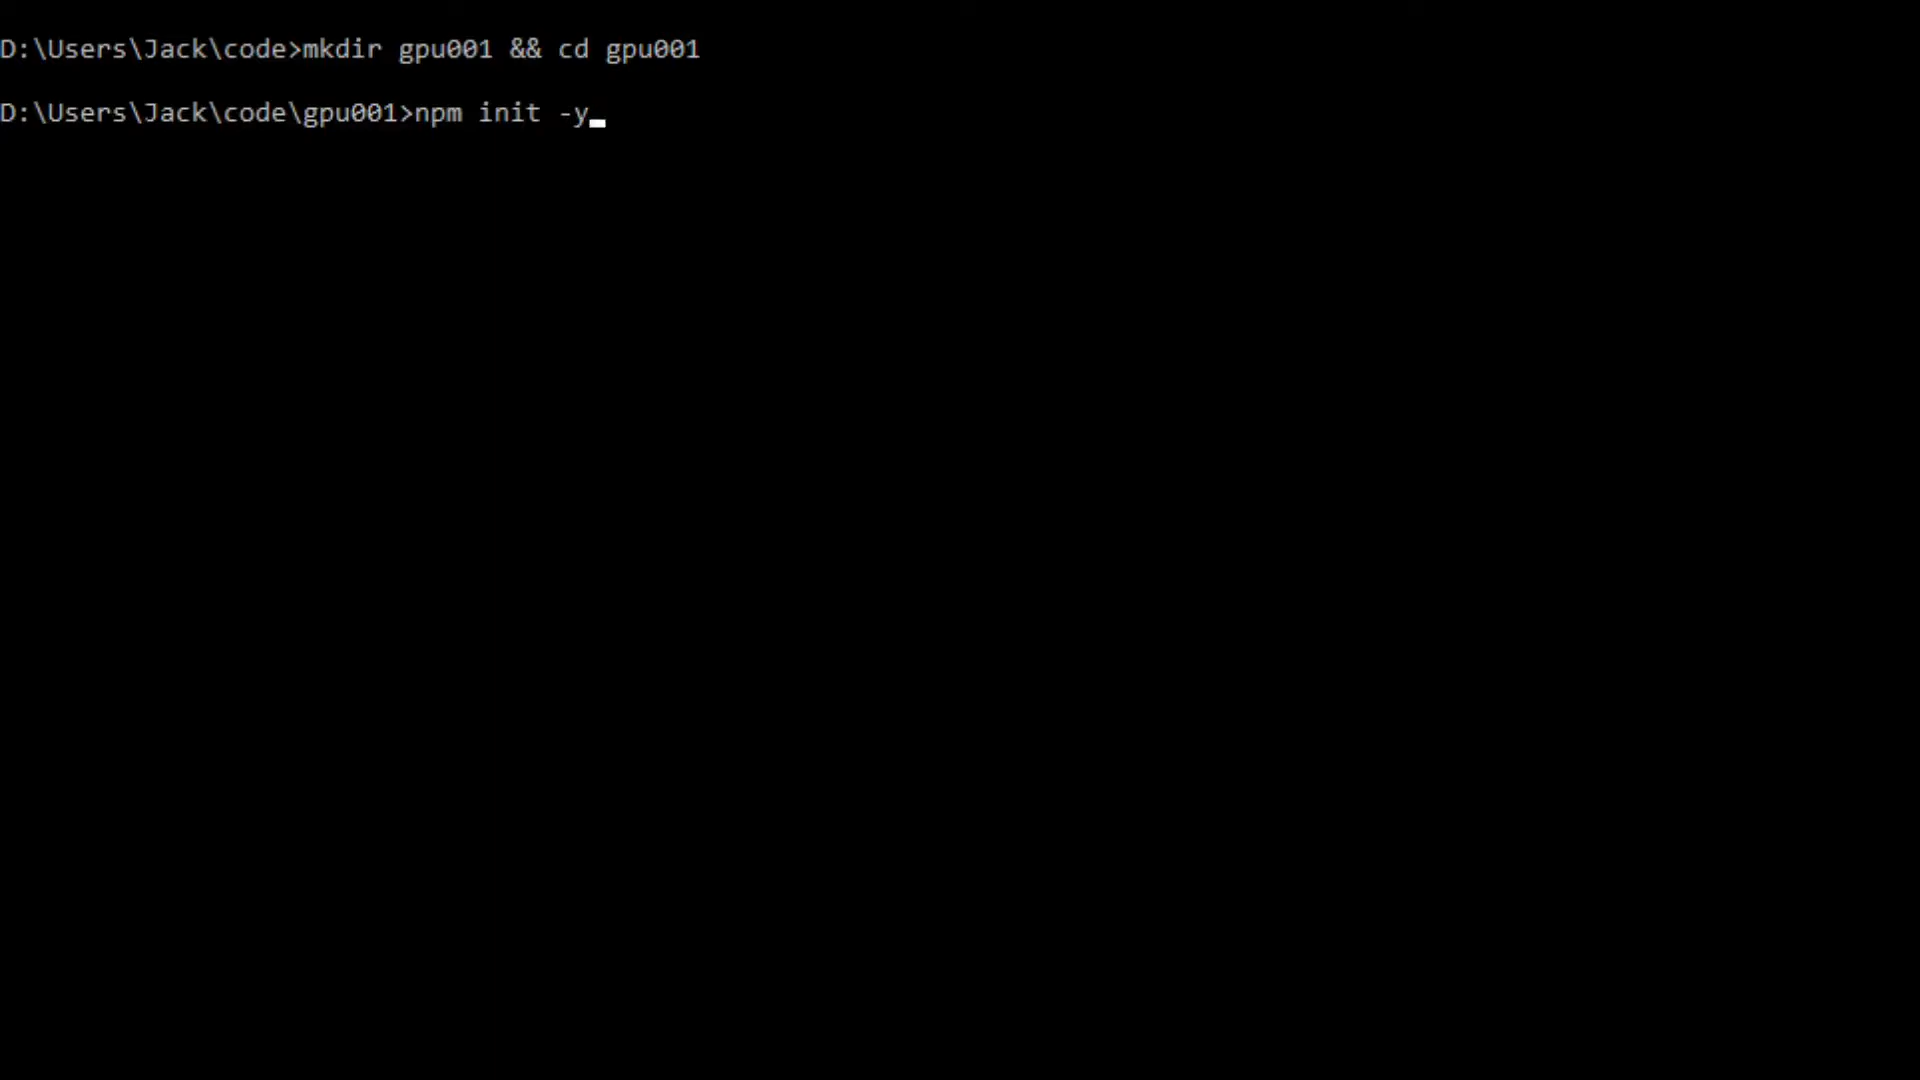 D:\Users\Jack\code>mkdir gpu001 && cd gpu001
D:\Users\Jack\code\gpu001>npm init -y